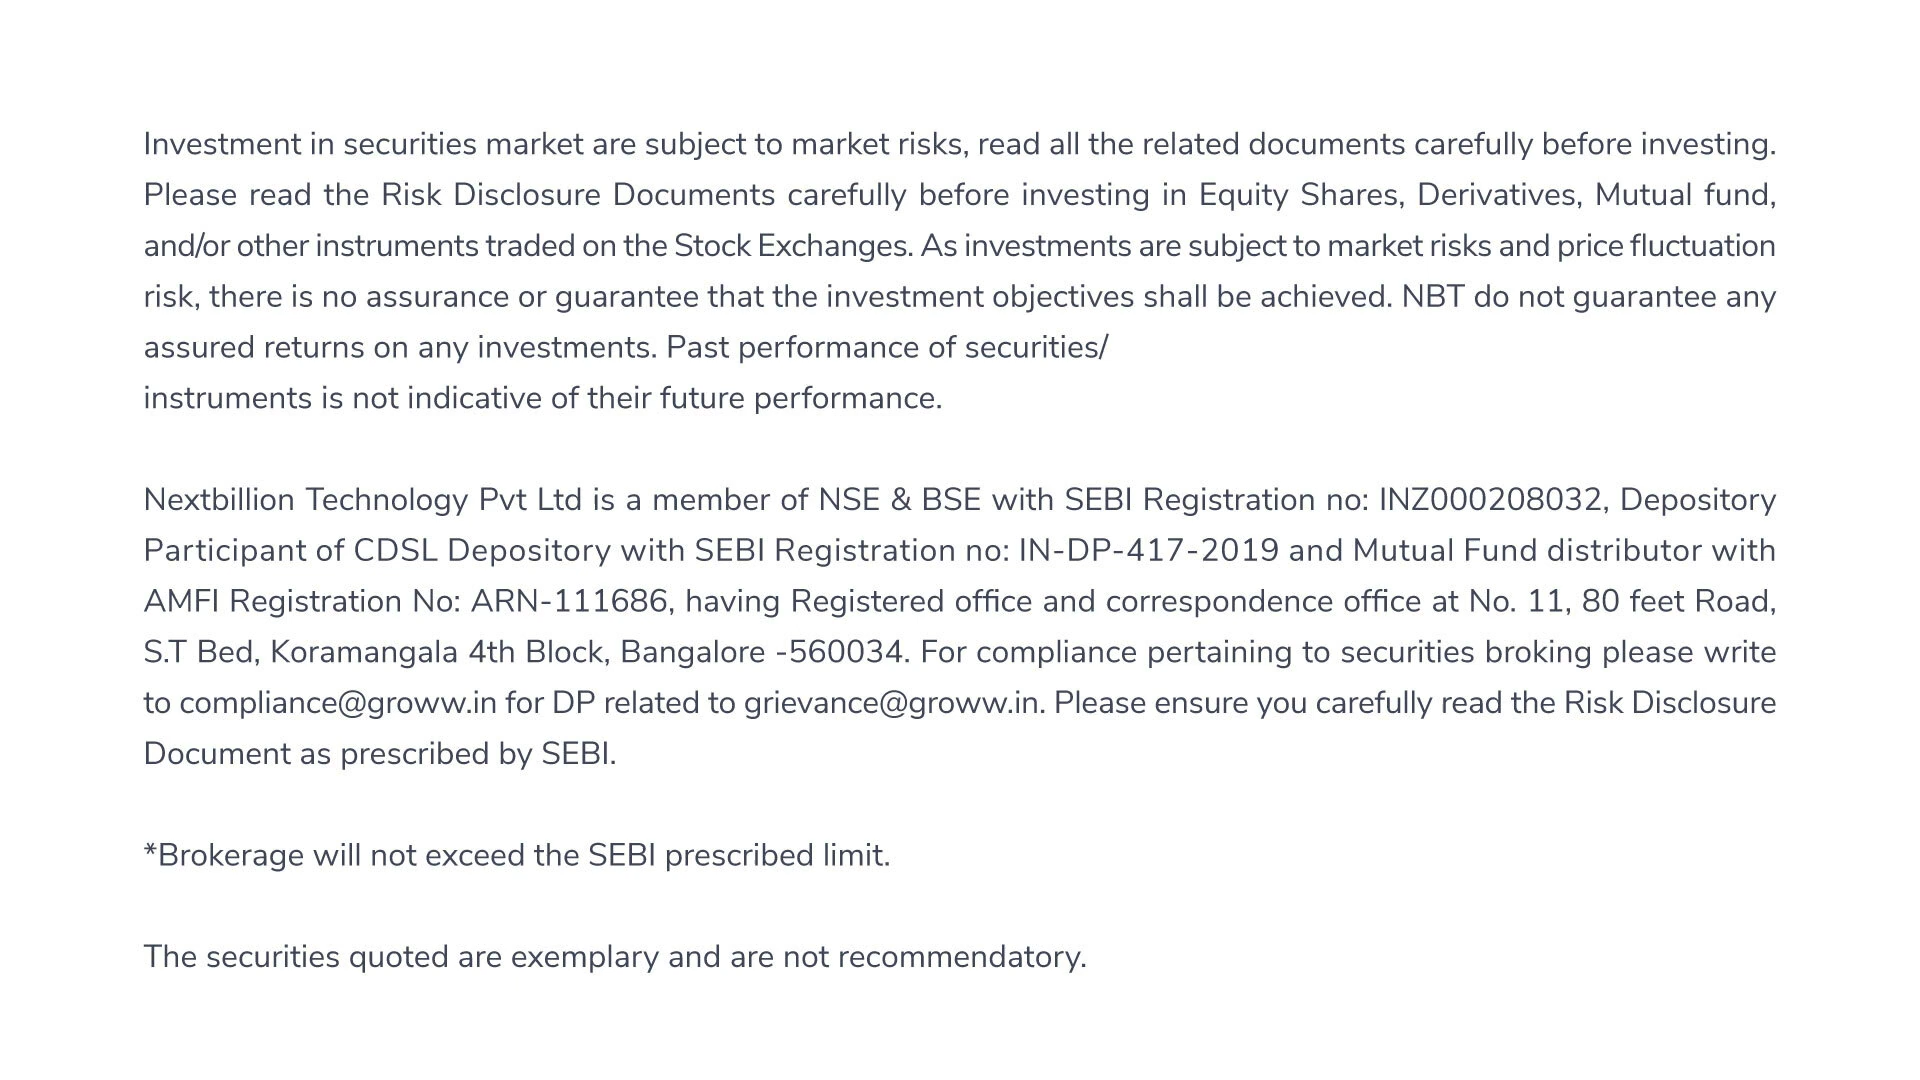 Investment in securities market are subject to market risks, read all the related documents carefully before investing.
Please read the Risk Disclosure Documents carefully before investing in Equity Shares, Derivatives, Mutual fund,
and/or other instruments traded on the Stock Exchanges. As investments are subject to market risks and price fluctuation
risk, there is no assurance or guarantee that the investment objectives shall be achieved. NBT do not guarantee any
assured returns on any investments. Past performance of securities/
instruments is not indicative of their future performance.
Nextbillion Technology Pvt Ltd is a member of NSE & BSE with SEBI Registration no: INZ000208032, Depository
Participant of CDSL Depository with SEBI Registration no: IN-DP-417-2019 and Mutual Fund distributor with
AMFI Registration No: ARN-111686, having Registered office and correspondence office at No. 11, 80 feet Road,
S.T Bed, Koramangala 4th Block, Bangalore -560034. For compliance pertaining to securities broking please write
to compliance@groww.in for DP related to grievance@groww.in. Please ensure you carefully read the Risk Disclosure
Document as prescribed by SEBI.
*Brokerage will not exceed the SEBI prescribed limit.
The securities quoted are exemplary and are not recommendatory.